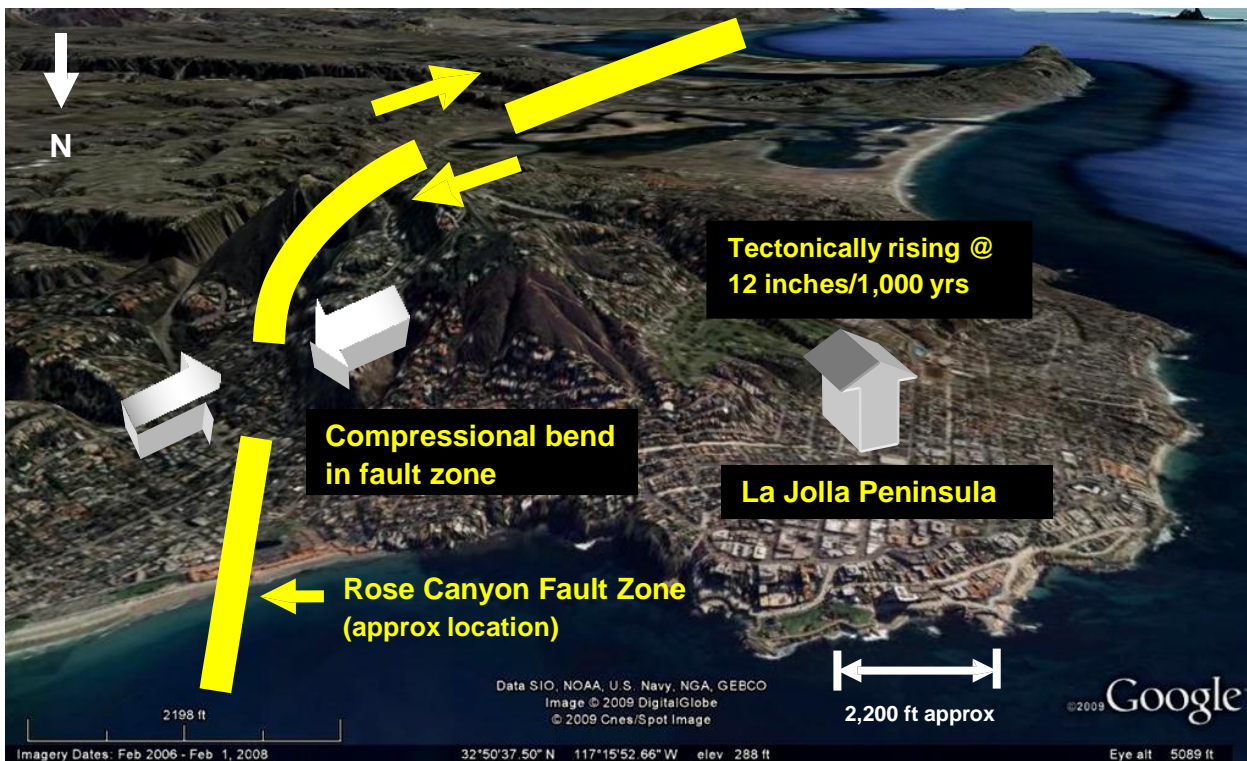 N
Tectonically rising @
12 inches/1,000 yrs
Compressional bend
in fault zone
La Jolla Peninsula
Rose Canyon Fault Zone
(approx location)
Data SIO, NOAA, U.S. Navy, NGA, GEBCO
Image © 2009 DigitalGlobe
© 2009 Cnes/Spot Image
2,200 ft approx
©2009 Google
2198 ft
Imagery Dates: Feb 2006 - Feb 1, 2008
32°50'37.50" N 117°15'52.66" W elev 288 ft
Eye alt 5089 ft